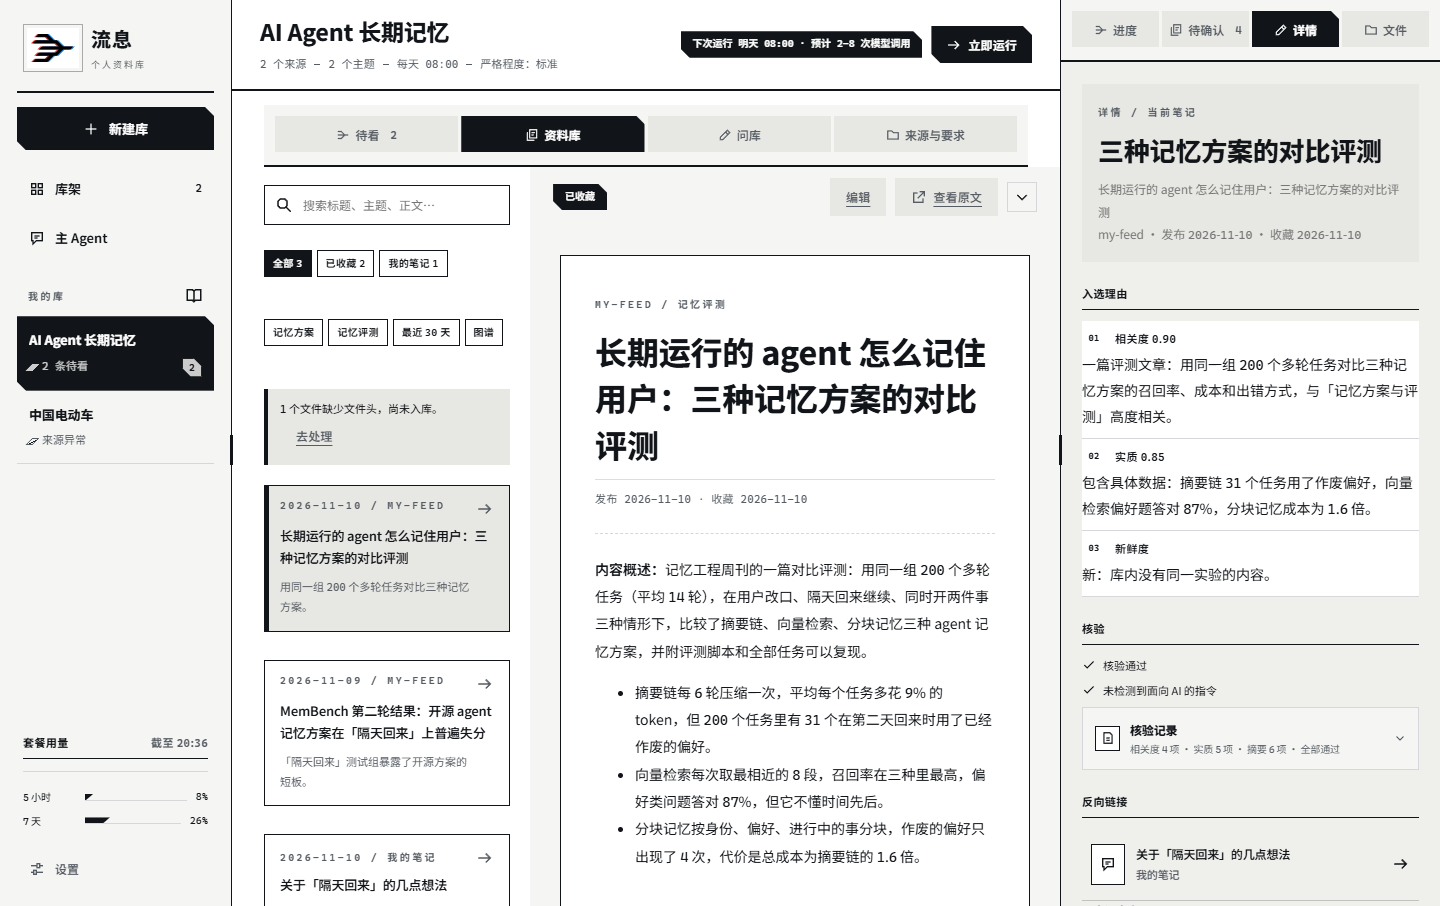 流息
个人资料库
新建库
库架 2
主 Agent
我的库
AI Agent 长期记忆
2 条待看 2
中国电动车
来源异常
套餐用量 截至 20:36
5 小时 8%
7 天 26%
设置
AI Agent 长期记忆
2 个来源 — 2 个主题 — 每天 08:00 — 严格程度：标准
下次运行 明天 08:00 · 预计 2–8 次模型调用
立即运行
待看 2
资料库
问库
来源与要求
搜索标题、主题、正文…
全部 3
已收藏 2
我的笔记 1
记忆方案
记忆评测
最近 30 天
图谱
1 个文件缺少文件头，尚未入库。
去处理
2026-11-10 / MY-FEED
长期运行的 agent 怎么记住用户：三
种记忆方案的对比评测
用同一组 200 个多轮任务对比三种记忆
方案。
2026-11-09 / MY-FEED
MemBench 第二轮结果：开源 agent
记忆方案在「隔天回来」上普遍失分
「隔天回来」测试组暴露了开源方案的
短板。
2026-11-10 / 我的笔记
关于「隔天回来」的几点想法
已收藏
编辑
查看原文
MY-FEED / 记忆评测
长期运行的 agent 怎么记住
用户：三种记忆方案的对比
评测
发布 2026-11-10 · 收藏 2026-11-10
内容概述：记忆工程周刊的一篇对比评测：用同一组 200 个多轮
任务（平均 14 轮），在用户改口、隔天回来继续、同时开两件事
三种情形下，比较了摘要链、向量检索、分块记忆三种 agent 记
忆方案，并附评测脚本和全部任务可以复现。
• 摘要链每 6 轮压缩一次，平均每个任务多花 9% 的
token，但 200 个任务里有 31 个在第二天回来时用了已经
作废的偏好。
• 向量检索每次取最相近的 8 段，召回率在三种里最高，偏
好类问题答对 87%，但它不懂时间先后。
• 分块记忆按身份、偏好、进行中的事分块，作废的偏好只
出现了 4 次，代价是总成本为摘要链的 1.6 倍。
进度
待确认 4
详情
文件
详情 / 当前笔记
三种记忆方案的对比评测
长期运行的 agent 怎么记住用户：三种记忆方案的对比评
测
my-feed • 发布 2026-11-10 • 收藏 2026-11-10
入选理由
01 相关度 0.90
一篇评测文章：用同一组 200 个多轮任务对比三种记
忆方案的召回率、成本和出错方式，与「记忆方案与评
测」高度相关。
02 实质 0.85
包含具体数据：摘要链 31 个任务用了作废偏好，向量
检索偏好题答对 87%，分块记忆成本为 1.6 倍。
03 新鲜度
新：库内没有同一实验的内容。
核验
核验通过
未检测到面向 AI 的指令
核验记录
相关度 4 项 • 实质 5 项 • 摘要 6 项 • 全部通过
反向链接
关于「隔天回来」的几点想法
我的笔记